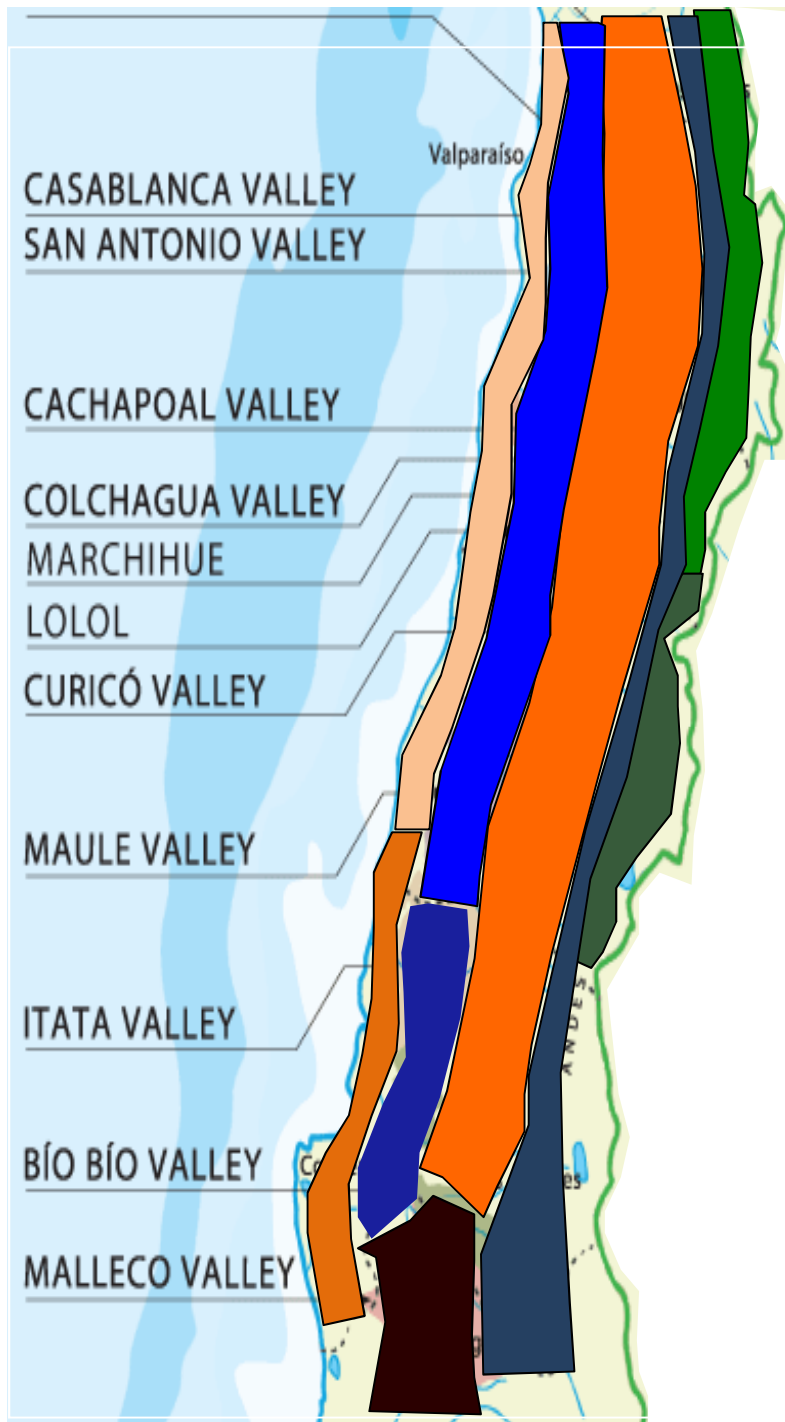 Valparaíso
CASABLANCA VALLEY
SAN ANTONIO VALLEY
CACHAPOAL VALLEY
COLCHAGUA VALLEY
MARCHIHUE
LOLOL
CURICÓ VALLEY
MAULE VALLEY
ITATA VALLEY
ANDES
BÍO BÍO VALLEY
MALLECO VALLEY